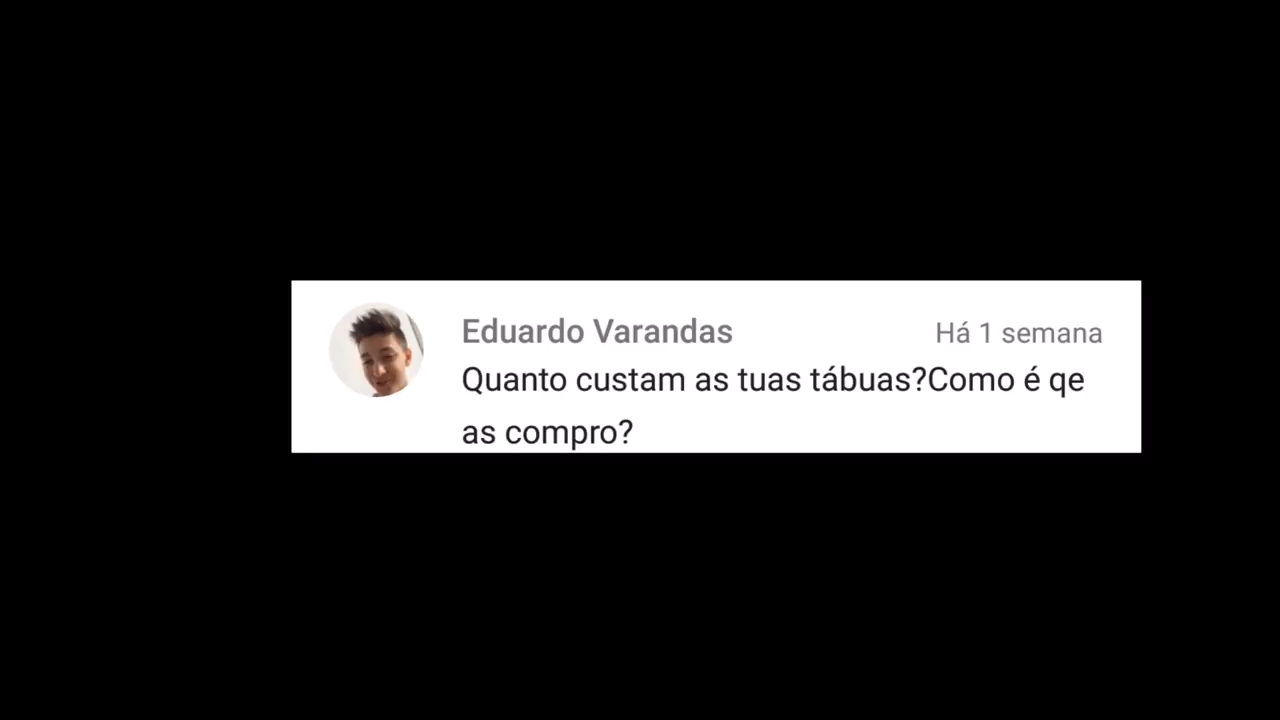 Eduardo Varandas Há 1 semana
Quanto custam as tuas tábuas?Como é qe
as compro?